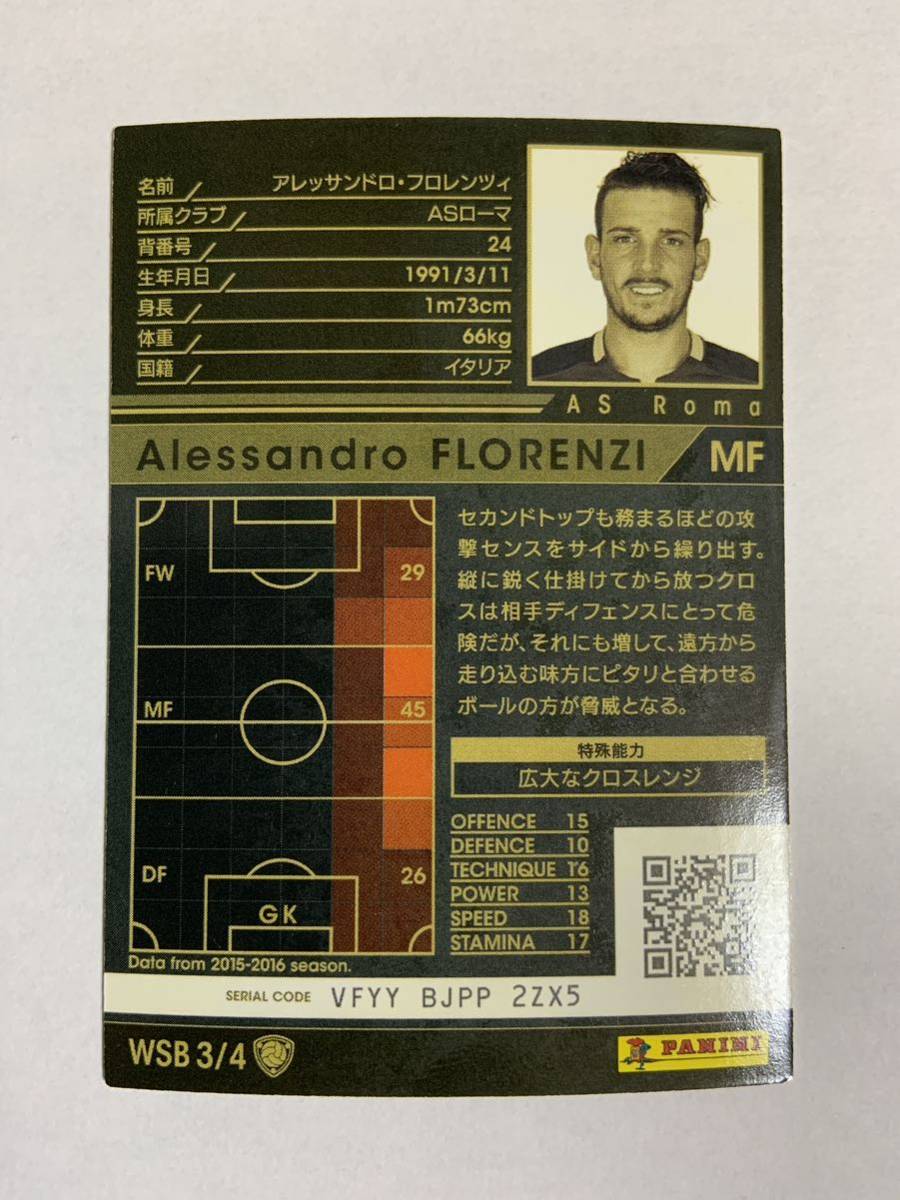 名前 アレッサンドロ・フロレンツィ
所属クラブ ASローマ
背番号 24
生年月日 1991/3/11
身長 1m73cm
体重 66kg
国籍 イタリア
AS Roma
Alessandro FLORENZI MF
FW 29
MF 45
DF 26
GK
Data from 2015-2016 season.
セカンドトップも務まるほどの攻
撃センスをサイドから繰り出す。
縦に鋭く仕掛けてから放つクロ
スは相手ディフェンスにとって危
険だが、それにも増して、遠方から
走り込む味方にピタリと合わせる
ボールの方が脅威となる。
特殊能力
広大なクロスレンジ
OFFENCE 15
DEFENCE 10
TECHNIQUE 16
POWER 13
SPEED 18
STAMINA 17
SERIAL CODE VFYY BJPP 2ZX5
WSB 3/4
PANINI